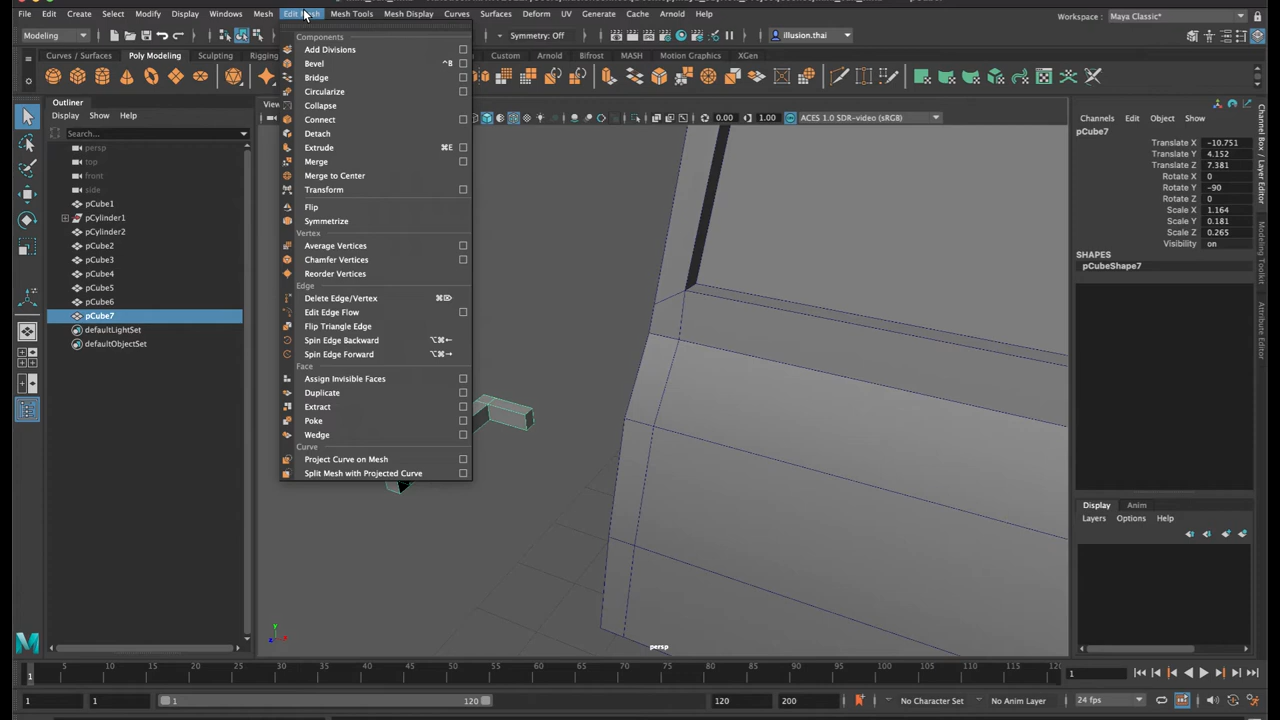 File Edit Create Select Modify Display Windows Mesh Edit Mesh Mesh Tools Mesh Display Curves Surfaces Deform UV Generate Cache Arnold Help
Workspace : Maya Classic*
Modeling
Symmetry: Off
illusion.thai
Curves / Surfaces Poly Modeling Sculpting Rigging
Custom Arnold Bifrost MASH Motion Graphics XGen
Outliner
Display Show Help
Search...
persp
top
front
side
pCube1
pCylinder1
pCylinder2
pCube2
pCube3
pCube4
pCube5
pCube6
pCube7
defaultLightSet
defaultObjectSet
Components
Add Divisions
Bevel ^B
Bridge
Circularize
Collapse
Connect
Detach
Extrude ⌘E
Merge
Merge to Center
Transform
Flip
Symmetrize
Vertex
Average Vertices
Chamfer Vertices
Reorder Vertices
Edge
Delete Edge/Vertex ⌘⌦
Edit Edge Flow
Flip Triangle Edge
Spin Edge Backward ⌥⌘←
Spin Edge Forward ⌥⌘→
Face
Assign Invisible Faces
Duplicate
Extract
Poke
Wedge
Curve
Project Curve on Mesh
Split Mesh with Projected Curve
0.00 1.00 ACES 1.0 SDR-video (sRGB)
persp
Channels Edit Object Show
pCube7
Translate X -10.751
Translate Y 4.152
Translate Z 7.381
Rotate X 0
Rotate Y -90
Rotate Z 0
Scale X 1.164
Scale Y 0.181
Scale Z 0.265
Visibility on
SHAPES
pCubeShape7
Channel Box / Layer Editor
Modeling Toolkit
Attribute Editor
Display Anim
Layers Options Help
5 10 15 20 25 30 35 40 45 50 55 60 65 70 75 80 85 90 95 100 105 110 115 120
1
1
1 1 1 120 120 200 No Character Set No Anim Layer 24 fps